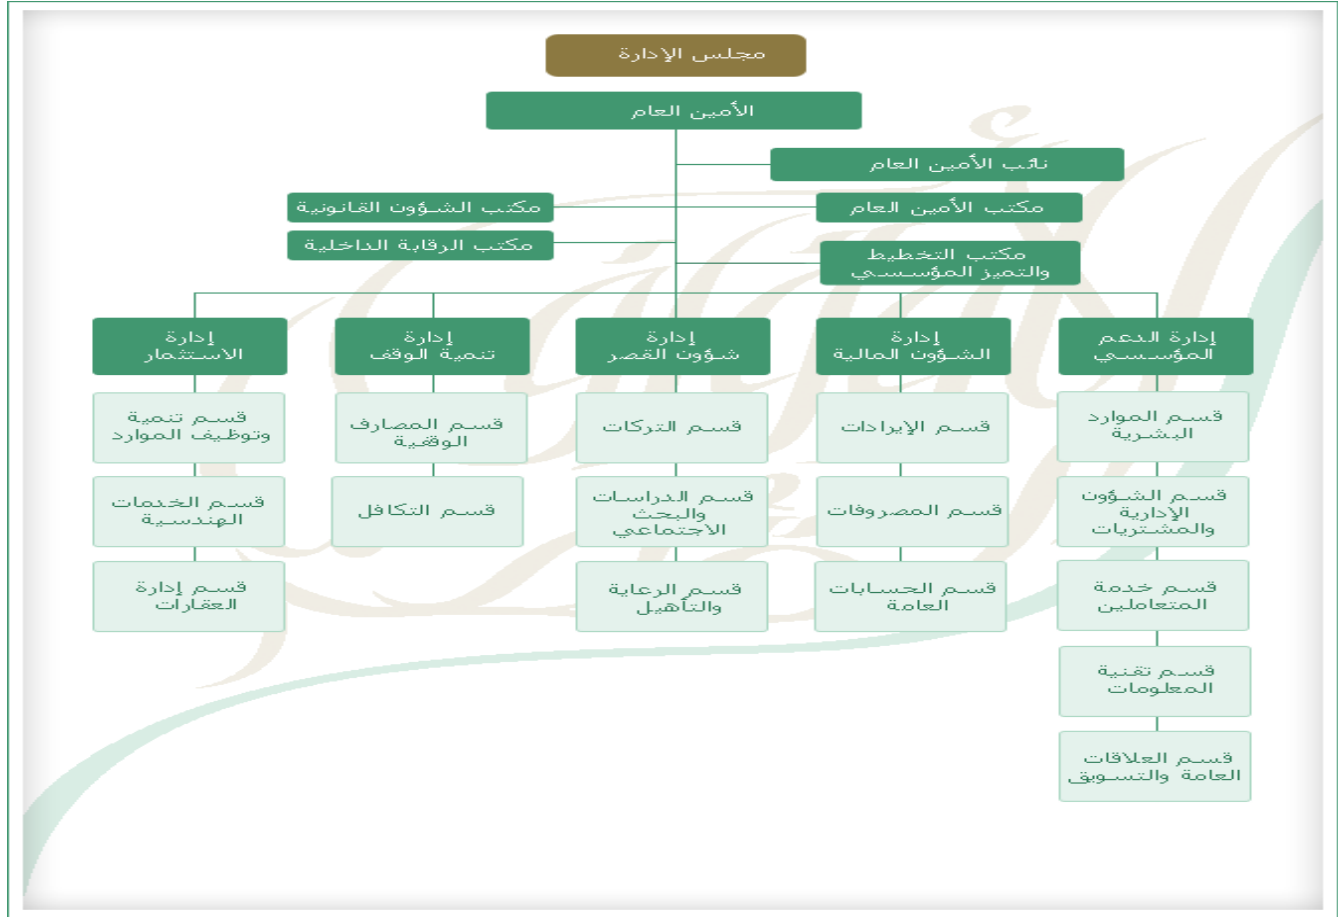 مجلس الإدارة
الأمين العام
نائب الأمين العام
مكتب الأمين العام
مكتب الشؤون القانونية
مكتب الرقابة الداخلية
مكتب التخطيط
والتميز المؤسسي
إدارة الدعم
المؤسسي
إدارة
الشؤون المالية
إدارة
شؤون القصر
إدارة
تنمية الوقف
إدارة
الاستثمار
قسم الموارد
البشرية
قسم الشؤون
الإدارية
والمشتريات
قسم خدمة
المتعاملين
قسم تقنية
المعلومات
قسم العلاقات
العامة والتسويق
قسم الإيرادات
قسم المصروفات
قسم الحسابات
العامة
قسم التركات
قسم الدراسات
والبحث
الاجتماعي
قسم الرعاية
والتأهيل
قسم المصارف
الوقفية
قسم التكافل
قسم تنمية
وتوظيف الموارد
قسم الخدمات
الهندسية
قسم إدارة
العقارات